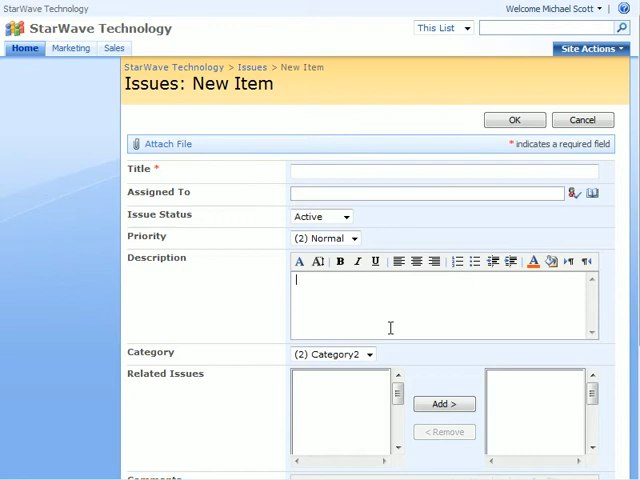 StarWave Technology
Welcome Michael Scott
StarWave Technology
This List
Home Marketing Sales
Site Actions
StarWave Technology > Issues > New Item
Issues: New Item
OK Cancel
Attach File
* indicates a required field
Title *
Assigned To
Issue Status
Active
Priority
(2) Normal
Description
A A B I U A
Category
(2) Category2
Related Issues
Add >
< Remove
Comments